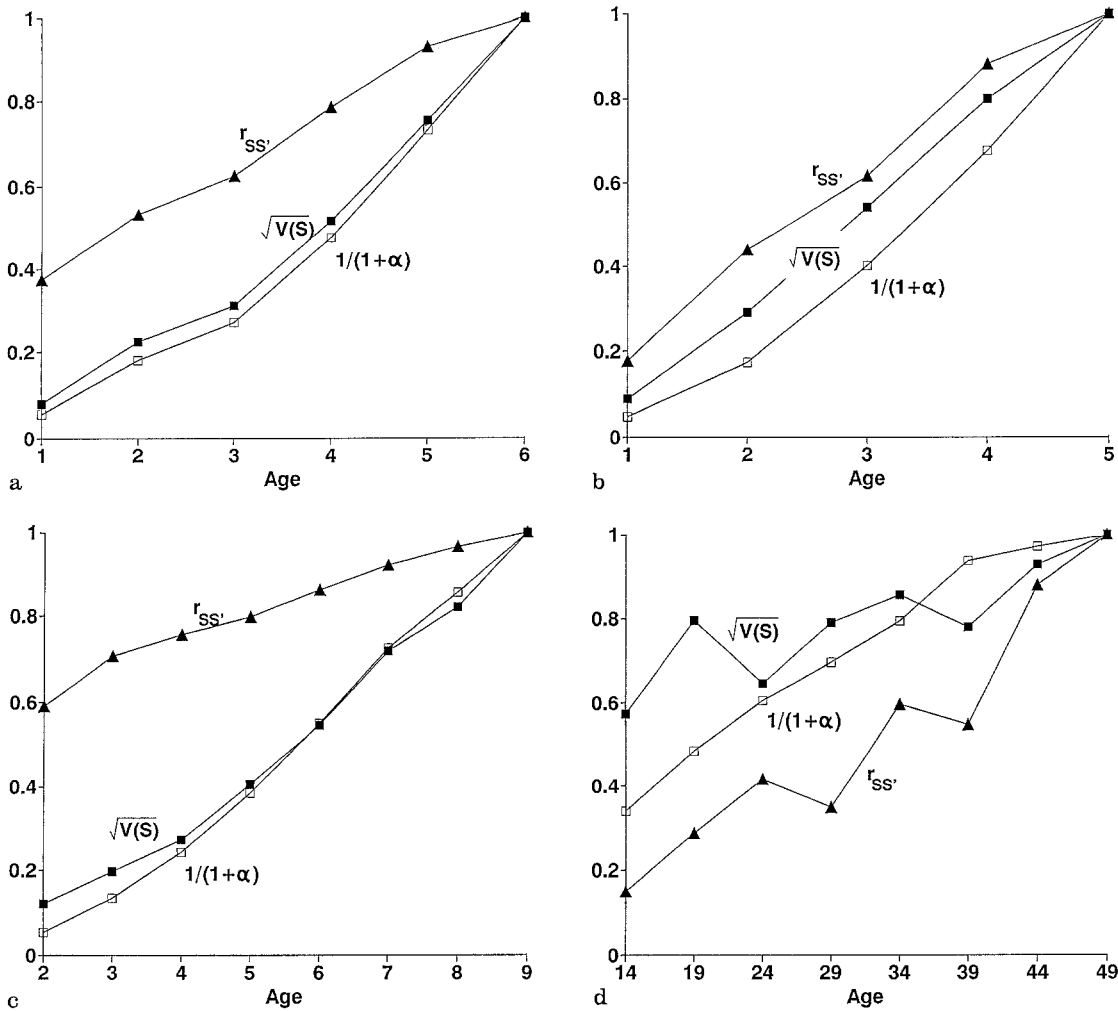 1
0.8
0.6
0.4
0.2
0
r_SS'
√V(S)
1/(1+α)
1 2 3 4 5 6
Age
a
1
0.8
0.6
0.4
0.2
0
r_SS'
√V(S)
1/(1+α)
1 2 3 4 5
Age
b
1
0.8
0.6
0.4
0.2
0
r_SS'
√V(S)
1/(1+α)
2 3 4 5 6 7 8 9
Age
c
1
0.8
0.6
0.4
0.2
0
√V(S)
1/(1+α)
r_SS'
14 19 24 29 34 39 44 49
Age
d